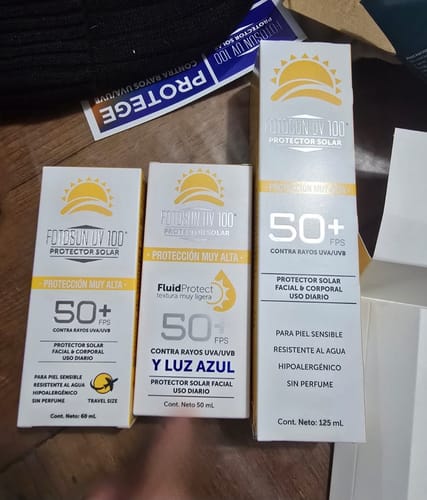 FOTOSUN UV 100+
PROTECTOR SOLAR
CONTRA RAYOS UVA/UVB
PROTEGE
FOTOSUN UV 100+
PROTECTOR SOLAR
PROTECCIÓN MUY ALTA
50+
FPS
CONTRA RAYOS UVA/UVB
PROTECTOR SOLAR
FACIAL & CORPORAL
USO DIARIO
PARA PIEL SENSIBLE
RESISTENTE AL AGUA
HIPOALERGÉNICO
SIN PERFUME
TRAVEL SIZE
Cont. Neto: 68 mL
FOTOSUN UV 100+
PROTECTOR SOLAR
PROTECCIÓN MUY ALTA
FluidProtect
textura muy ligera
50+
FPS
CONTRA RAYOS UVA/UVB
Y LUZ AZUL
PROTECTOR SOLAR FACIAL
USO DIARIO
Cont. Neto 50 mL
FOTOSUN UV 100+
PROTECTOR SOLAR
PROTECCIÓN MUY ALTA
50+
FPS
CONTRA RAYOS UVA/UVB
PROTECTOR SOLAR
FACIAL & CORPORAL
USO DIARIO
PARA PIEL SENSIBLE
RESISTENTE AL AGUA
HIPOALERGÉNICO
SIN PERFUME
Cont. Neto: 125 mL